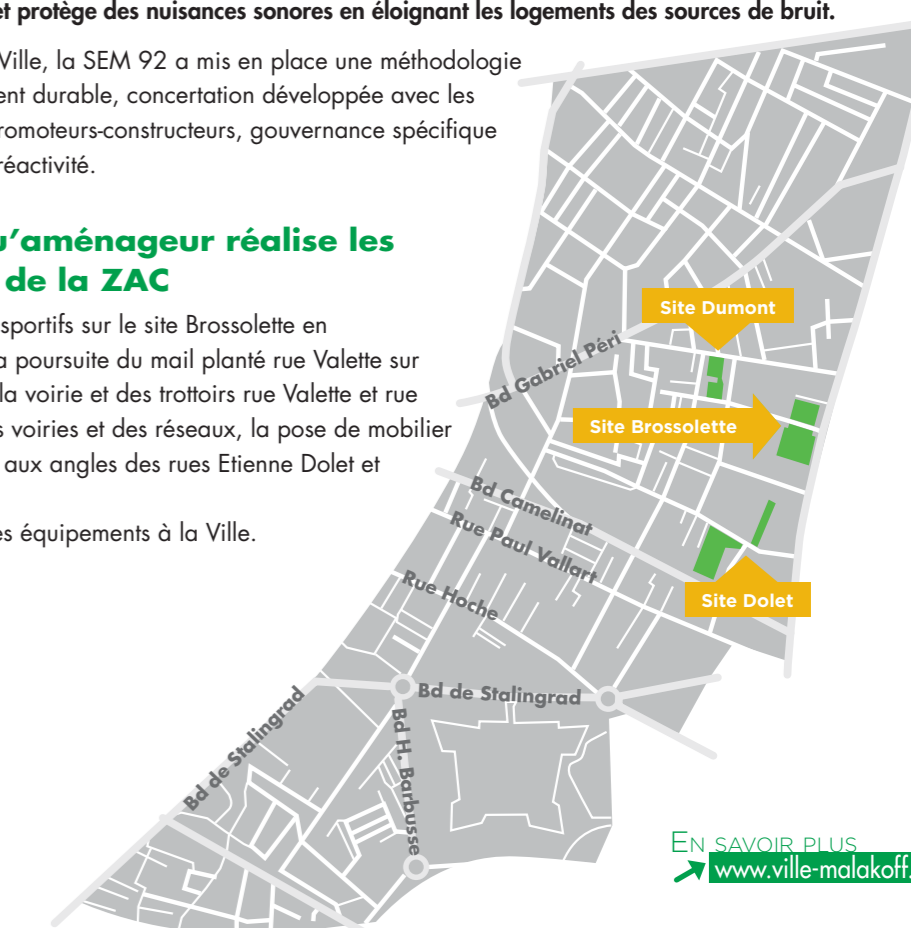 et protège des nuisances sonores en éloignant les logements des sources de bruit.
Ville, la SEM 92 a mis en place une méthodologie
ent durable, concertation développée avec les
romoteurs-constructeurs, gouvernance spécifique
réactivité.
u'aménageur réalise les
de la ZAC
sportifs sur le site Brossolette en
a poursuite du mail planté rue Valette sur
la voirie et des trottoirs rue Valette et rue
s voiries et des réseaux, la pose de mobilier
aux angles des rues Etienne Dolet et
es équipements à la Ville.
Site Dumont
Bd Gabriel Péri
Site Brossolette
Bd Camelinat
Rue Paul Vallart
Rue Hoche
Site Dolet
Bd de Stalingrad
Bd de Stalingrad
Bd H. Barbusse
EN SAVOIR PLUS
www.ville-malakoff.